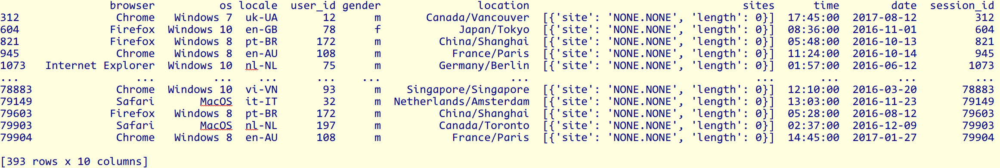 browser os locale user_id gender location sites time date session_id
312 Chrome Windows 7 uk-UA 12 m Canada/Vancouver [{'site': 'NONE.NONE', 'length': 0}] 17:45:00 2017-08-12 312
604 Firefox Windows 10 en-GB 78 f Japan/Tokyo [{'site': 'NONE.NONE', 'length': 0}] 08:36:00 2016-11-01 604
821 Firefox Windows 8 pt-BR 172 m China/Shanghai [{'site': 'NONE.NONE', 'length': 0}] 05:48:00 2016-10-13 821
945 Chrome Windows 8 en-AU 108 m France/Paris [{'site': 'NONE.NONE', 'length': 0}] 11:24:00 2016-10-14 945
1073 Internet Explorer Windows 10 nl-NL 75 m Germany/Berlin [{'site': 'NONE.NONE', 'length': 0}] 01:57:00 2016-06-12 1073
... ... ... ... ... ... ... ... ... ... ...
78883 Chrome Windows 10 vi-VN 93 m Singapore/Singapore [{'site': 'NONE.NONE', 'length': 0}] 12:10:00 2016-03-20 78883
79149 Safari MacOS it-IT 32 m Netherlands/Amsterdam [{'site': 'NONE.NONE', 'length': 0}] 13:03:00 2016-11-23 79149
79603 Firefox Windows 8 pt-BR 172 m China/Shanghai [{'site': 'NONE.NONE', 'length': 0}] 05:28:00 2016-08-12 79603
79903 Safari MacOS nl-NL 197 m Canada/Toronto [{'site': 'NONE.NONE', 'length': 0}] 02:37:00 2016-12-09 79903
79904 Chrome Windows 8 en-AU 108 m France/Paris [{'site': 'NONE.NONE', 'length': 0}] 14:45:00 2017-01-27 79904
[393 rows x 10 columns]